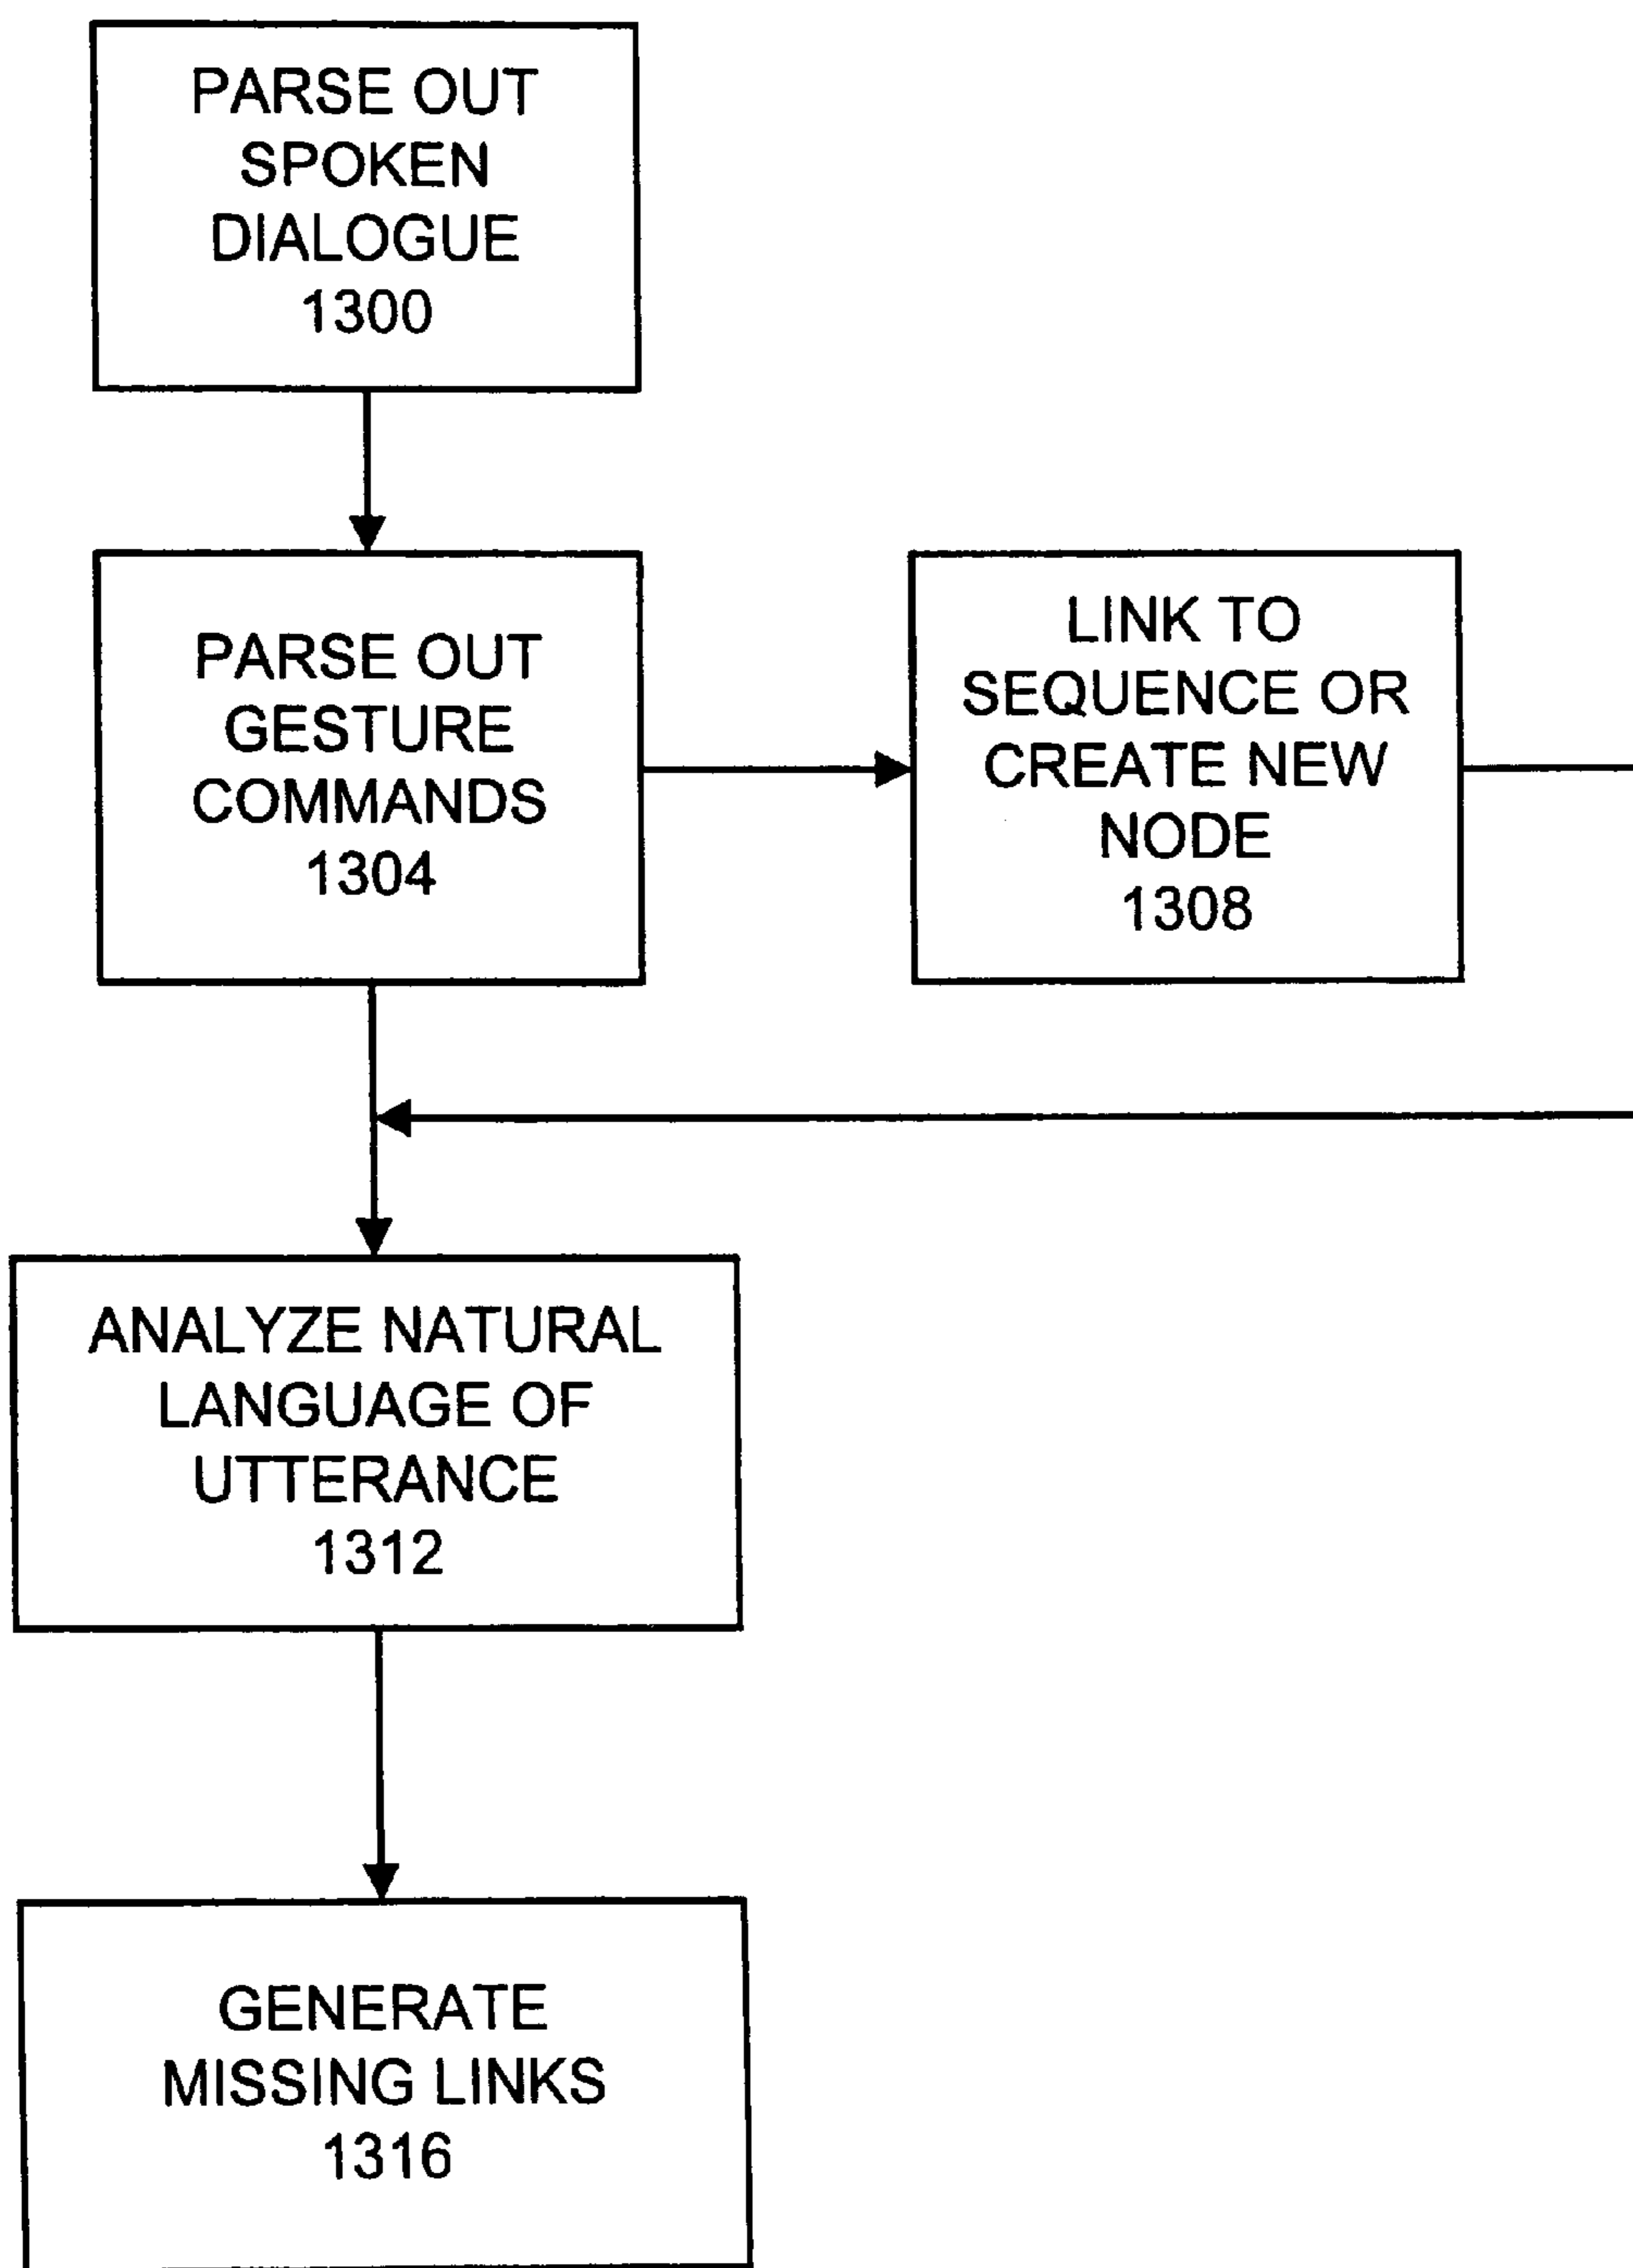 PARSE OUT
SPOKEN
DIALOGUE
1300
PARSE OUT
GESTURE
COMMANDS
1304
LINK TO
SEQUENCE OR
CREATE NEW
NODE
1308
ANALYZE NATURAL
LANGUAGE OF
UTTERANCE
1312
GENERATE
MISSING LINKS
1316